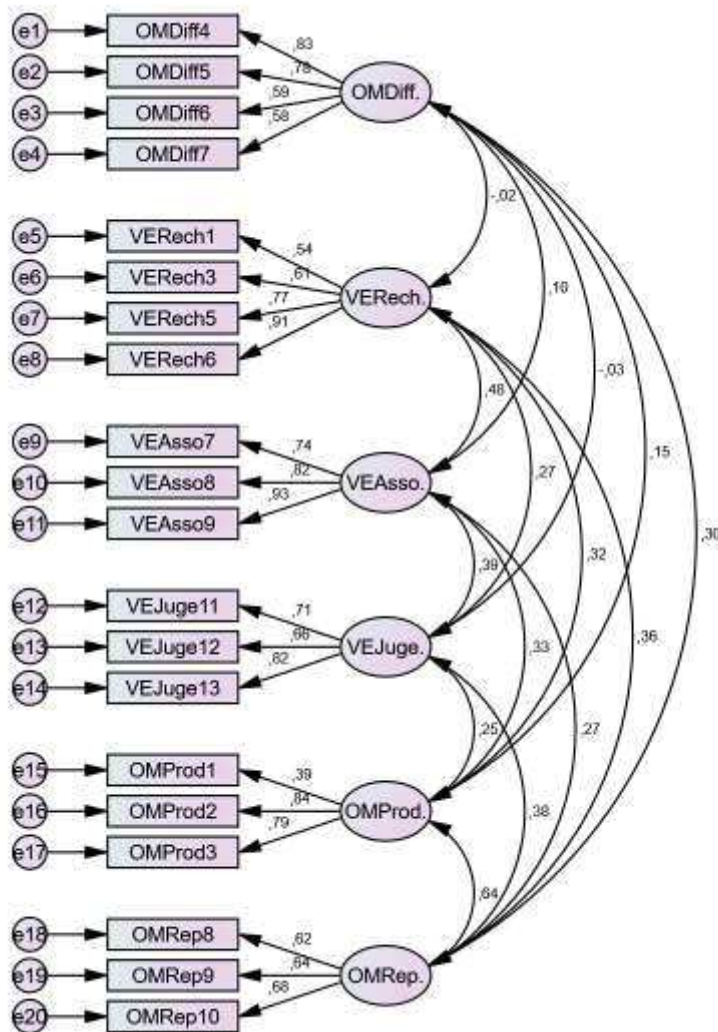 e1 OMDiff4 ,83
e2 OMDiff5 ,78
OMDiff.
e3 OMDiff6 ,59
e4 OMDiff7 ,58
-,02
e5 VERech1 ,54
e6 VERech3 ,61
VERech.
,10
e7 VERech5 ,77
e8 VERech6 ,91
-,03
,48
,15
e9 VEAsso7 ,74
,27
e10 VEAsso8 ,82
VEAsso.
e11 VEAsso9 ,93
,30
,39
,32
e12 VEJuge11 ,71
e13 VEJuge12
VEJuge.
,33
,36
e14 VEJuge13
,25
,27
e15 OMProd1 ,39
e16 OMProd2 ,84
OMProd.
,38
e17 OMProd3 ,79
,64
e18 OMRep8 ,62
e19 OMRep9 ,64
OMRep.
e20 OMRep10 ,68